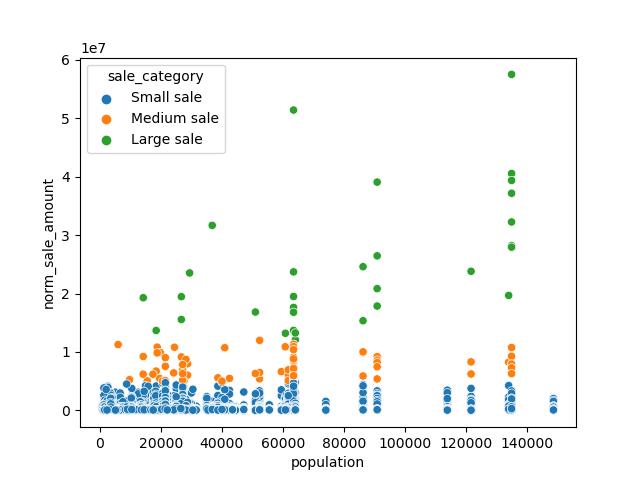 1e7
sale_category
Small sale
Medium sale
Large sale
6
5
4
3
2
1
0
norm_sale_amount
0 20000 40000 60000 80000 100000 120000 140000
population